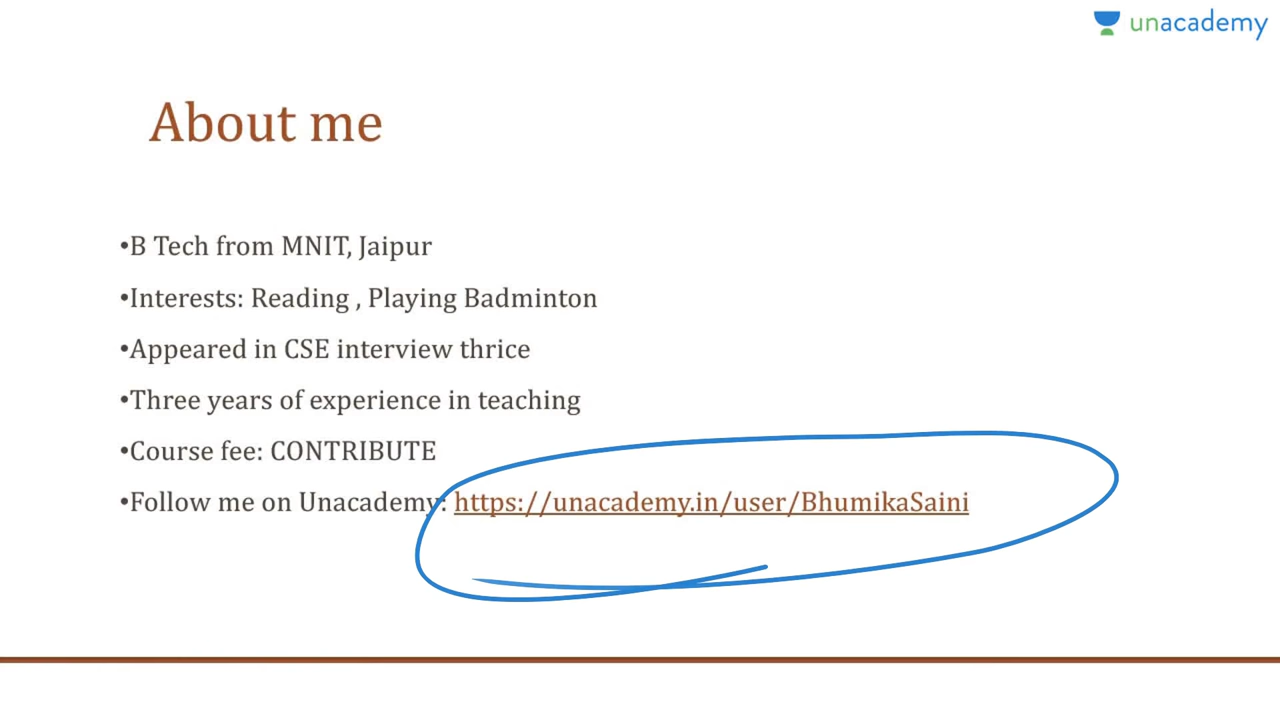 unacademy
About me
•B Tech from MNIT, Jaipur
•Interests: Reading , Playing Badminton
•Appeared in CSE interview thrice
•Three years of experience in teaching
•Course fee: CONTRIBUTE
•Follow me on Unacademy: https://unacademy.in/user/BhumikaSaini